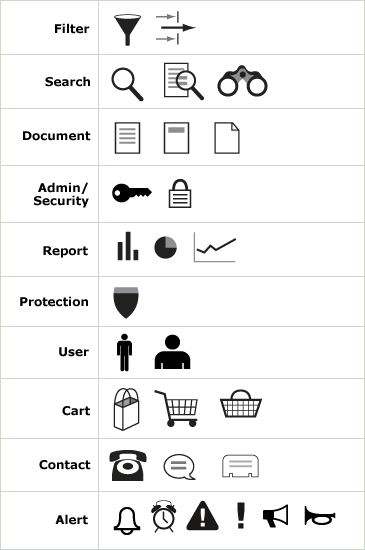 Filter
Search
Document
Admin/
Security
Report
Protection
User
Cart
Contact
Alert